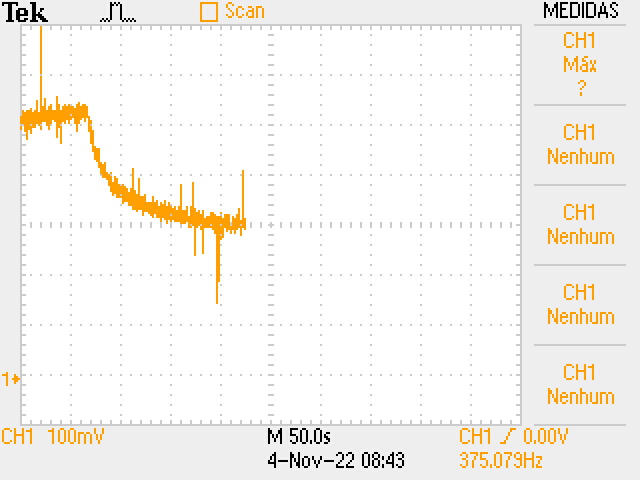 Tek
Scan
MEDIDAS
CH1
Máx
?
CH1
Nenhum
CH1
Nenhum
CH1
Nenhum
CH1
Nenhum
1
CH1 100mV
M 50.0s
CH1 0.00V
4-Nov-22 08:43
375.079Hz